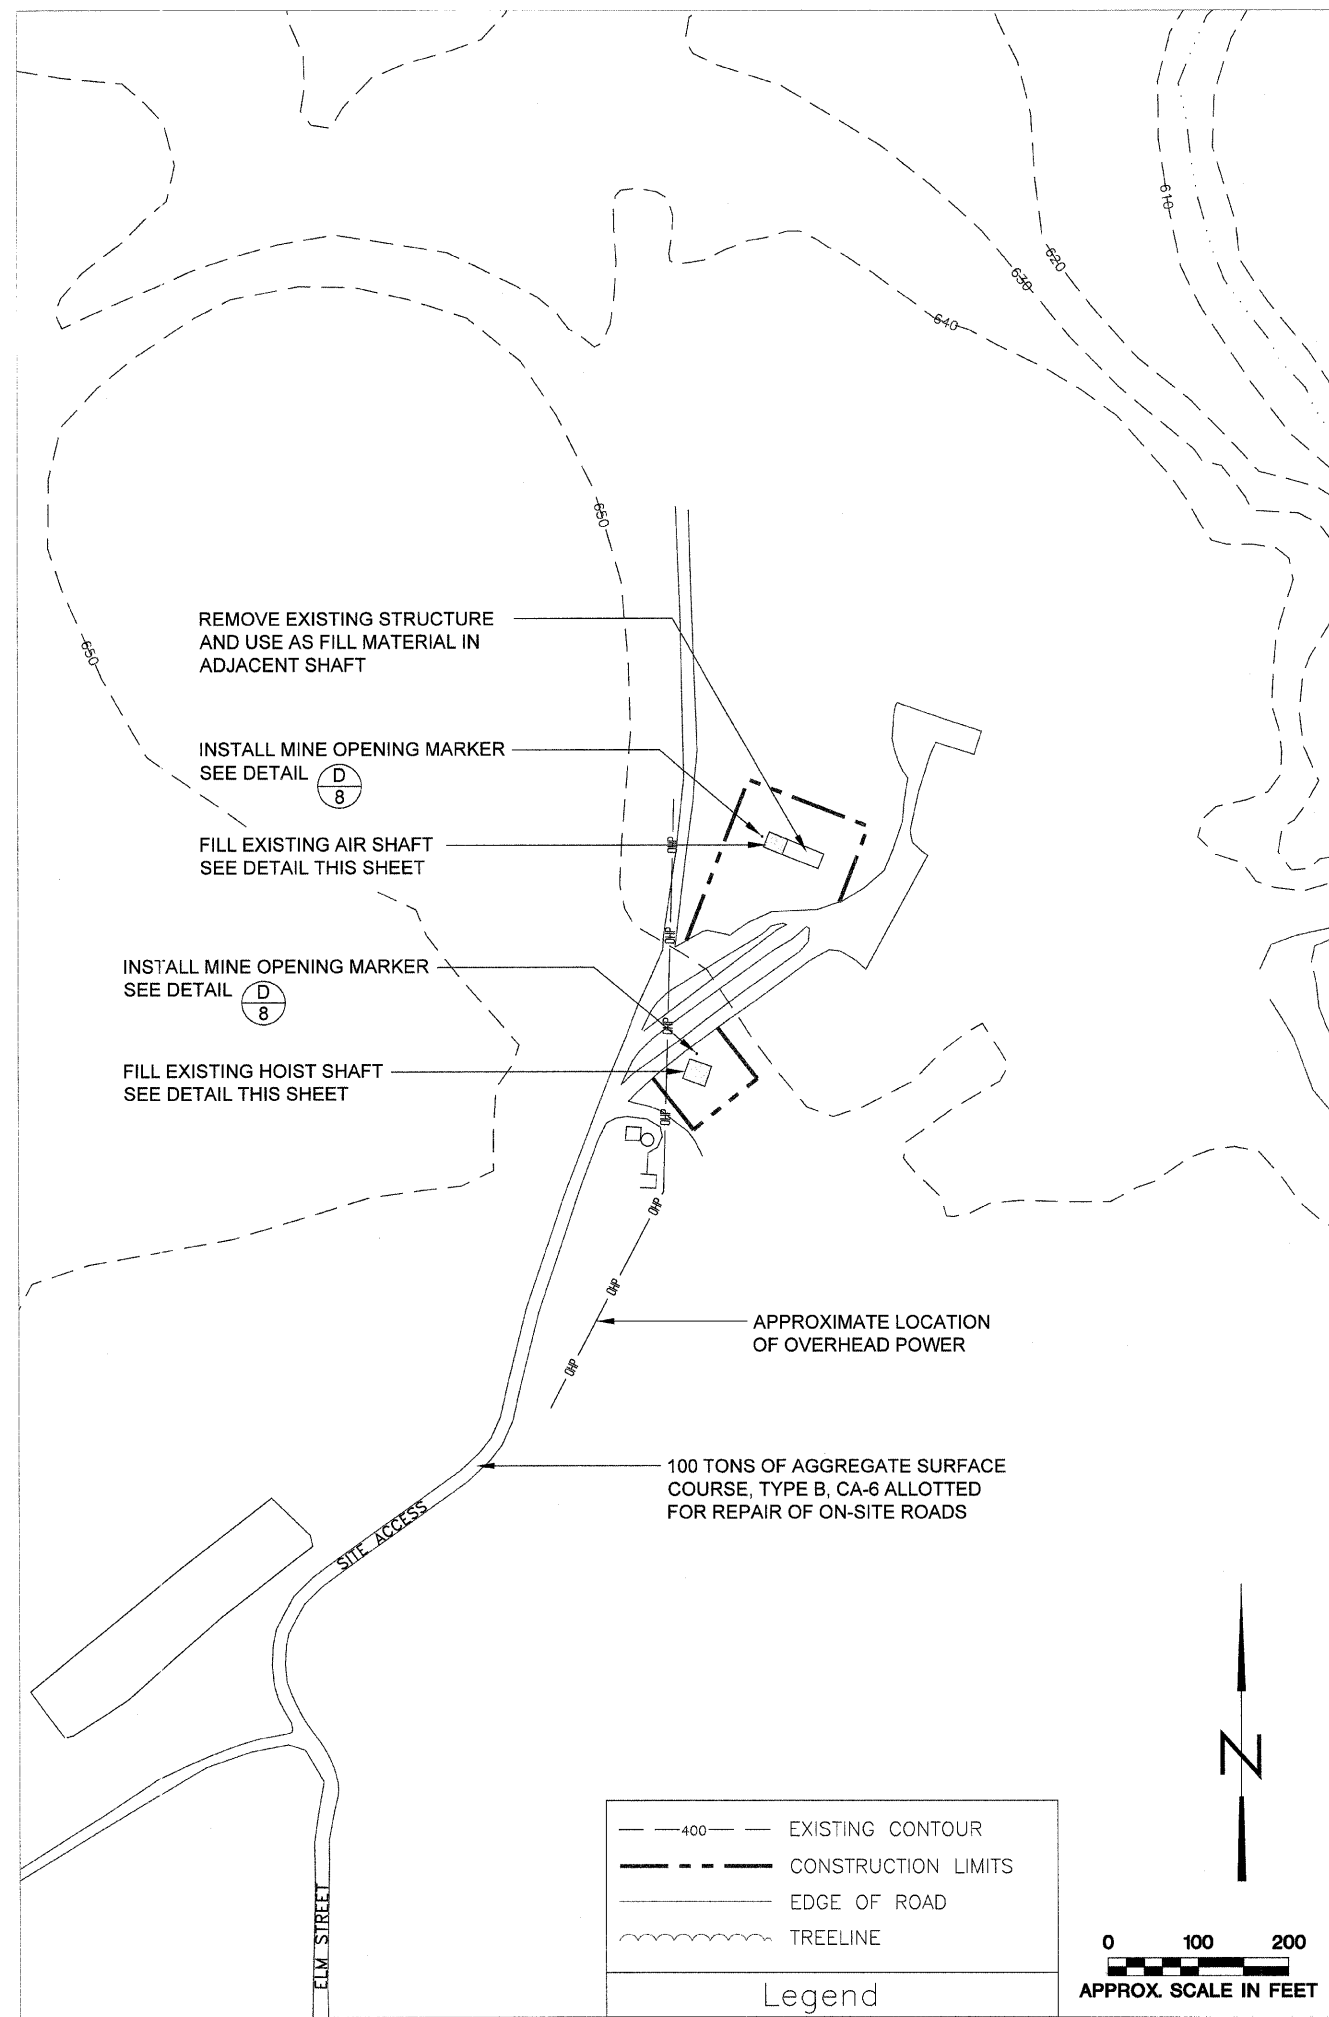 610
620
630
640
650
REMOVE EXISTING STRUCTURE
AND USE AS FILL MATERIAL IN
ADJACENT SHAFT
650
INSTALL MINE OPENING MARKER
SEE DETAIL D
8
OHP
FILL EXISTING AIR SHAFT
SEE DETAIL THIS SHEET
OHP
INSTALL MINE OPENING MARKER
SEE DETAIL D
8
OHP
FILL EXISTING HOIST SHAFT
SEE DETAIL THIS SHEET
OHP
OHP
OHP
APPROXIMATE LOCATION
OF OVERHEAD POWER
OHP
100 TONS OF AGGREGATE SURFACE
COURSE, TYPE B, CA-6 ALLOTTED
FOR REPAIR OF ON-SITE ROADS
SITE ACCESS
ELM STREET
N
400 EXISTING CONTOUR
CONSTRUCTION LIMITS
EDGE OF ROAD
TREELINE
Legend
0 100 200
APPROX. SCALE IN FEET